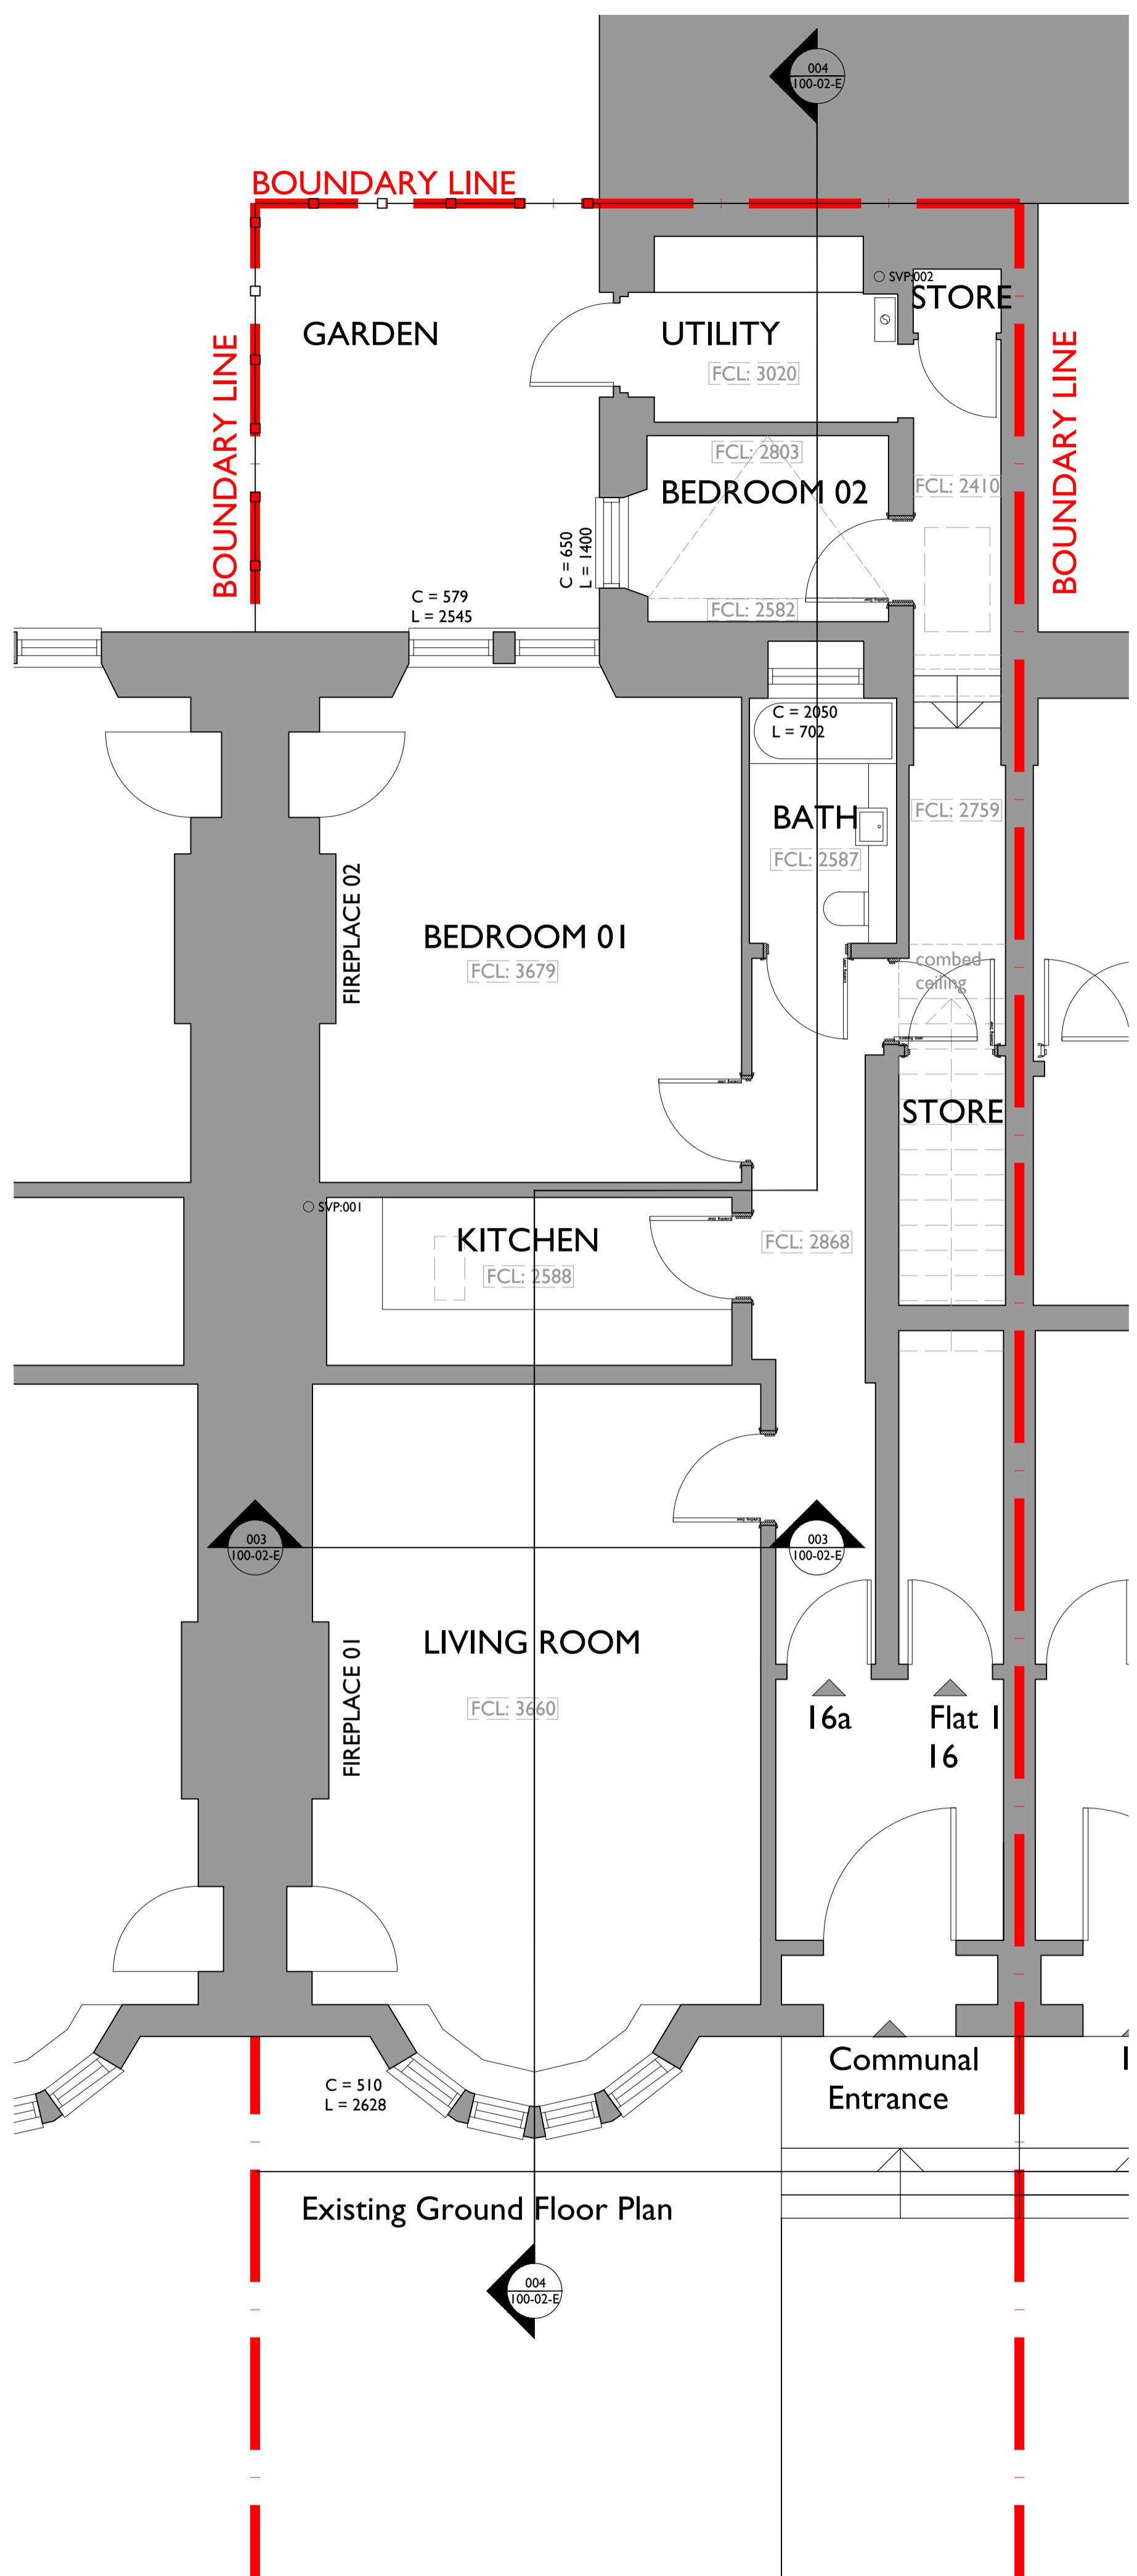 004
100-02-E
BOUNDARY LINE
SVP:002
STORE
GARDEN
UTILITY
BOUNDARY LINE
BOUNDARY LINE
FCL: 3020
FCL: 2803
BEDROOM 02
FCL: 2410
C = 650
L = 1400
C = 579
L = 2545
FCL: 2582
C = 2050
L = 702
BATH
FCL: 2759
FCL: 2587
FIREPLACE 02
BEDROOM 01
FCL: 3679
combed
ceiling
STORE
SVP:001
KITCHEN
FCL: 2588
FCL: 2868
003
100-02-E
003
100-02-E
LIVING ROOM
FIREPLACE 01
FCL: 3660
16a
Flat 1
16
Communal
Entrance
C = 510
L = 2628
Existing Ground Floor Plan
004
100-02-E